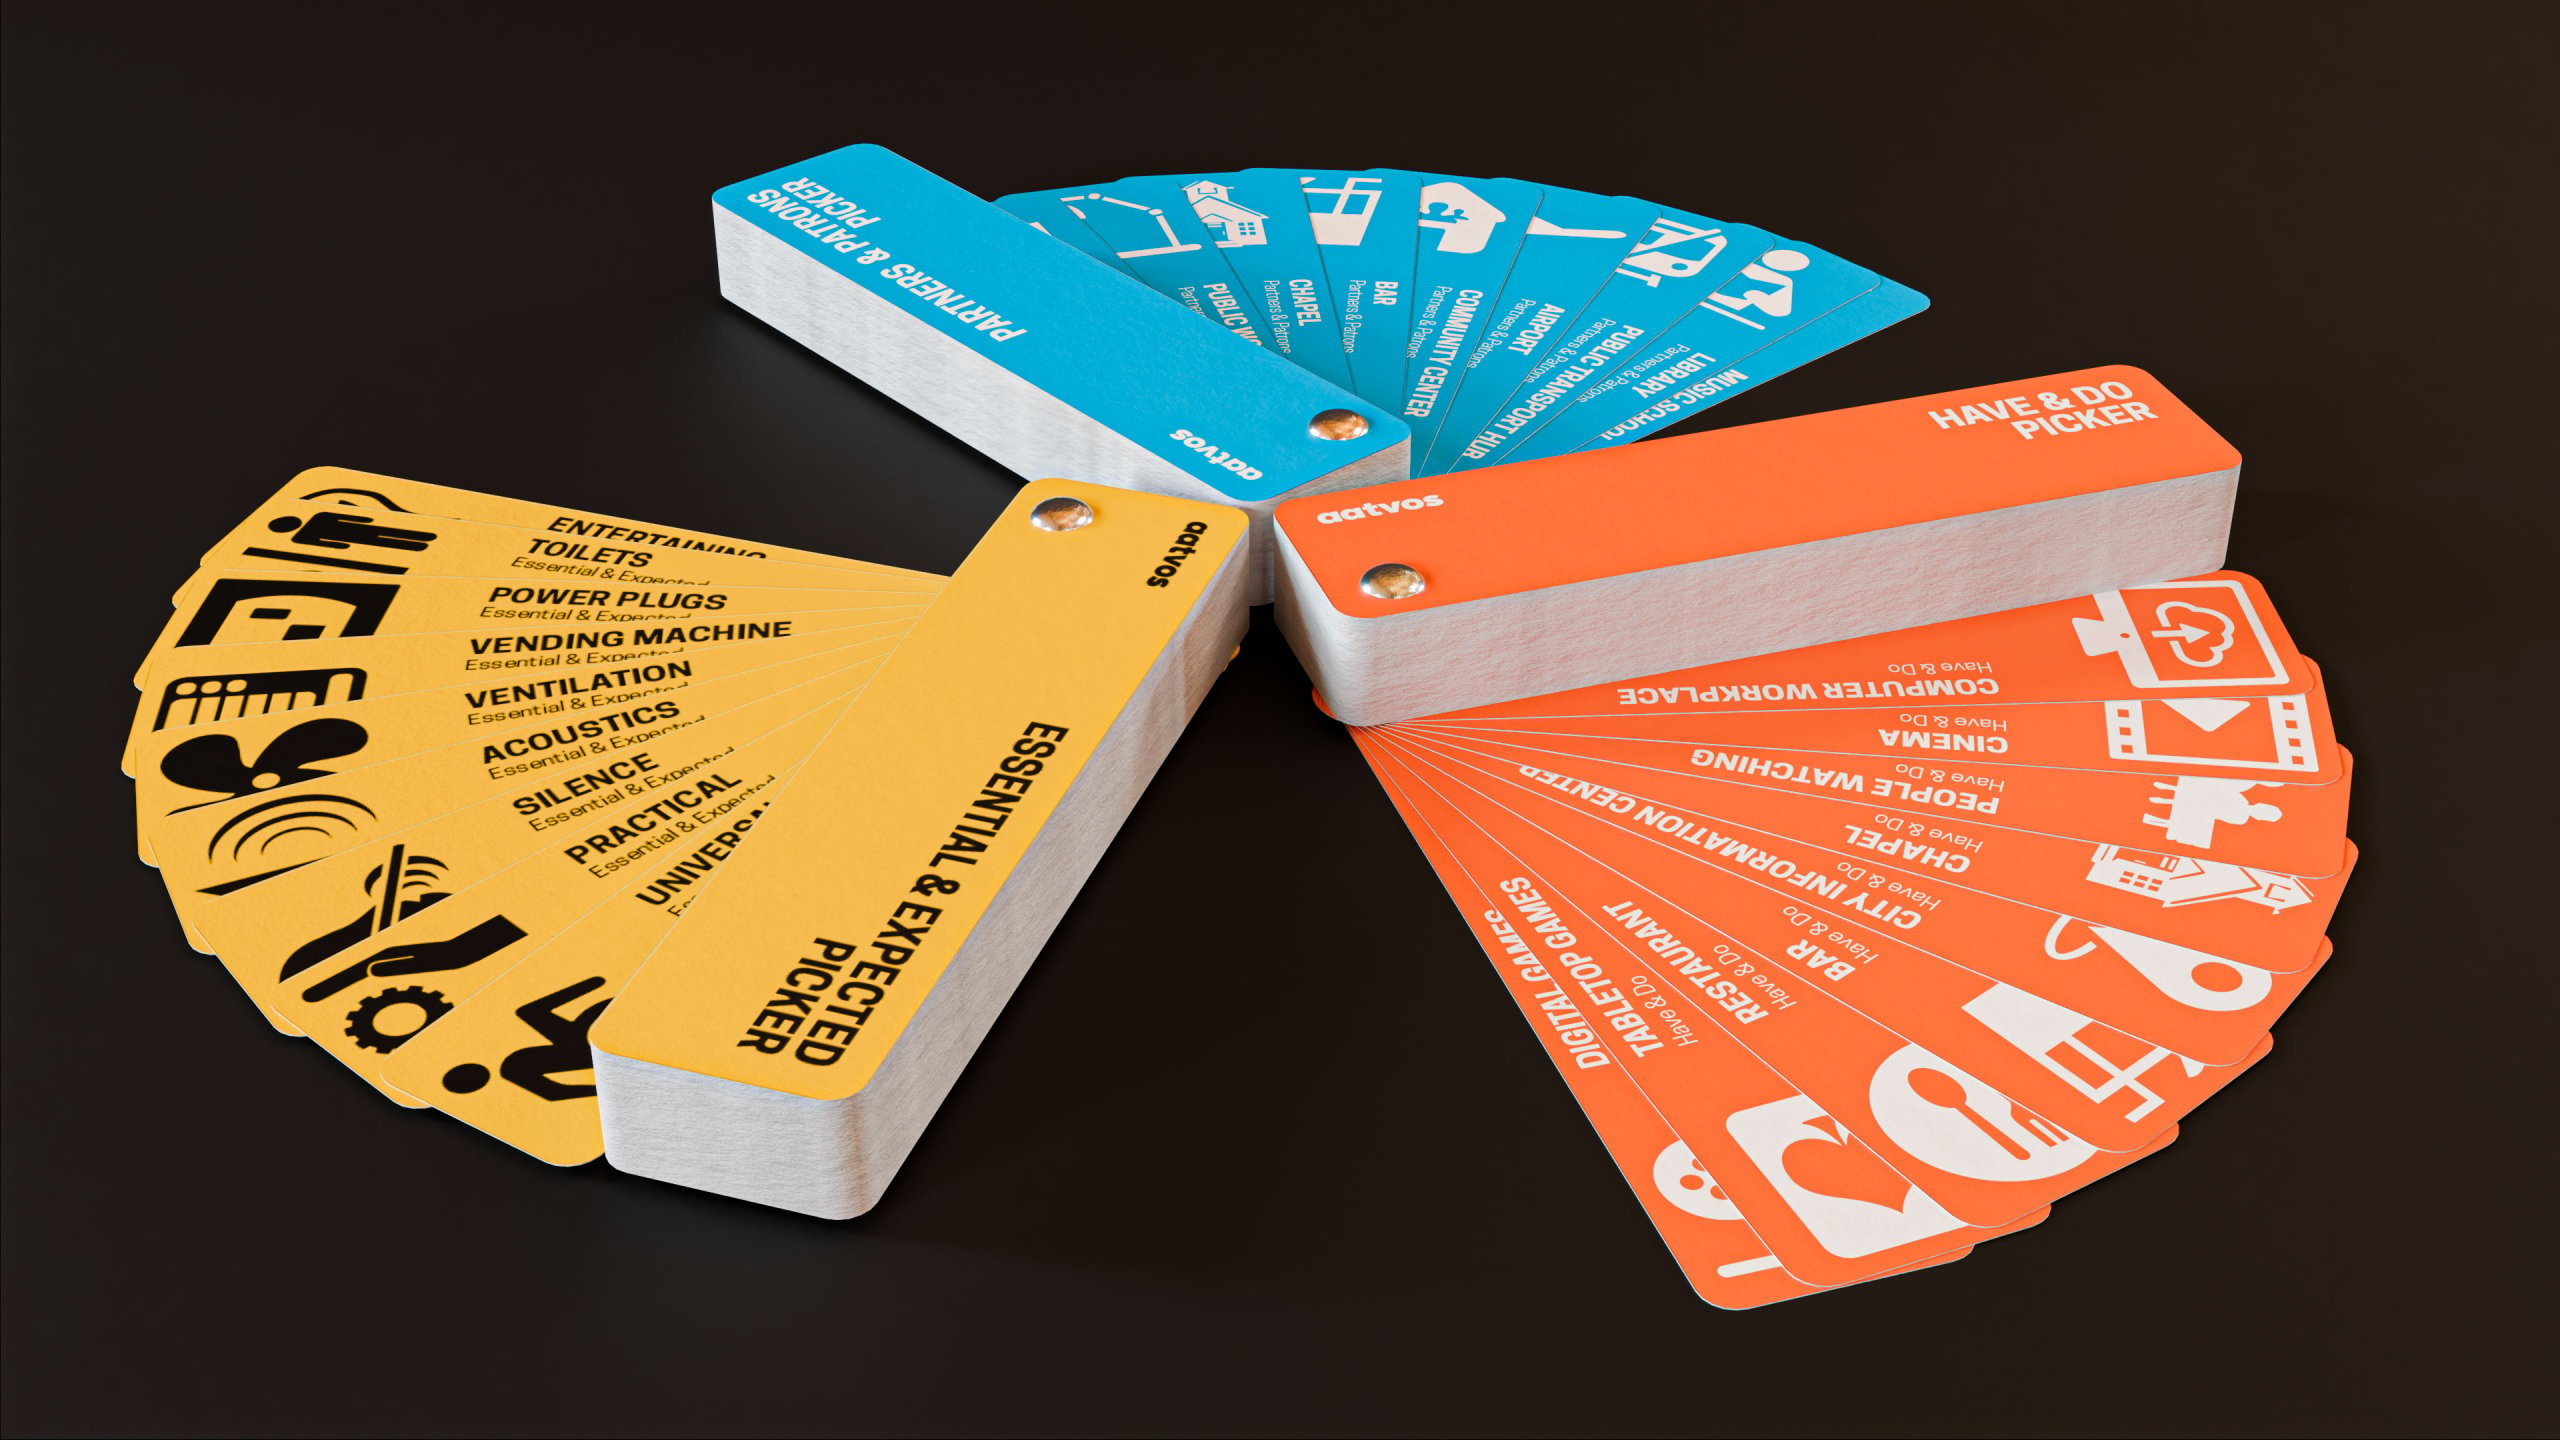 PARTNERS & PATRONS
PICKER
aatvos
PUBLIC
Partners
CHAPEL
Partners & Patrons
BAR
Partners & Patrons
COMMUNITY CENTER
Partners & Patrons
AIRPORT
Partners & Patrons
PUBLIC TRANSPORT HUB
Partners & Patrons
LIBRARY
Partners & Patrons
MUSIC SCHOOL
HAVE & DO
PICKER
aatvos
COMPUTER WORKPLACE
Have & Do
CINEMA
Have & Do
PEOPLE WATCHING
Have & Do
CHAPEL
Have & Do
CITY INFORMATION CENTER
Have & Do
BAR
Have & Do
RESTAURANT
Have & Do
TABLETOP GAMES
Have & Do
DIGITAL GAMES
ESSENTIAL & EXPECTED
PICKER
aatvos
ENTERTAINING
TOILETS
Essential & Expected
POWER PLUGS
Essential & Expected
VENDING MACHINE
Essential & Expected
VENTILATION
Essential & Expected
ACOUSTICS
Essential & Expected
SILENCE
Essential & Expected
PRACTICAL
Essential & Expected